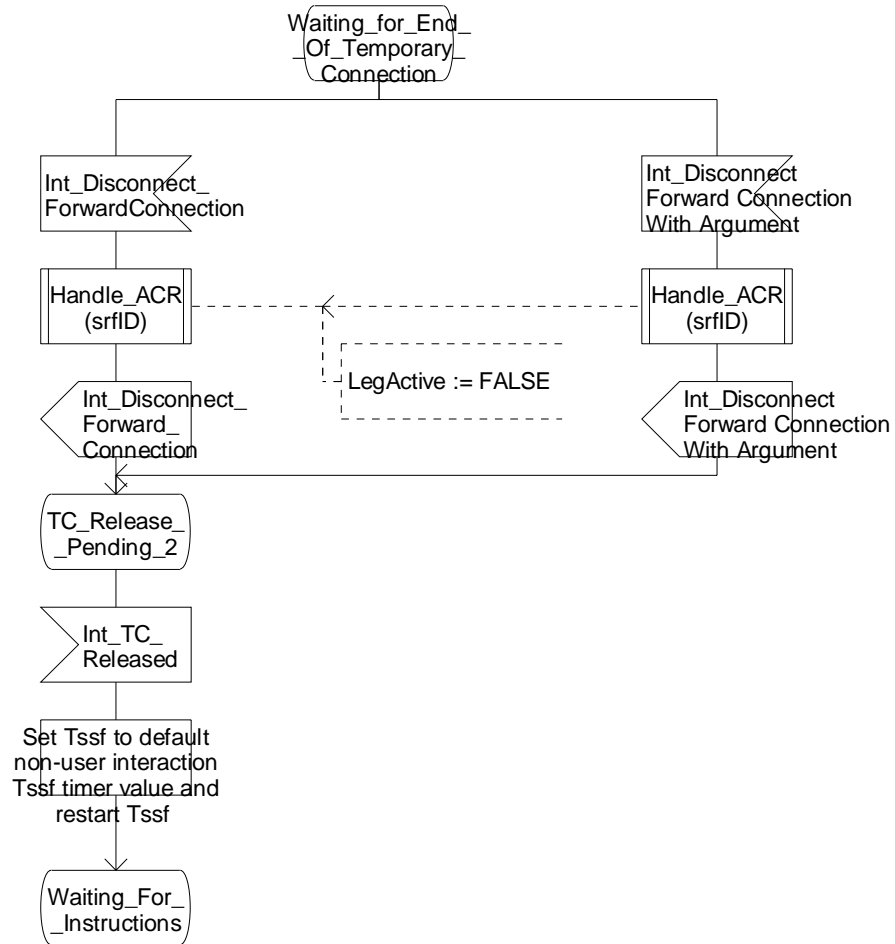 Waiting_for_End_
_Of_Temporary_
Connection
Int_Disconnect_
ForwardConnection
Int_Disconnect
Forward Connection
With Argument
Handle_ACR
(srfID)
Handle_ACR
(srfID)
LegActive := FALSE
Int_Disconnect_
Forward_
Connection
Int_Disconnect
Forward Connection
With Argument
TC_Release_
_Pending_2
Int_TC_
Released
Set Tssf to default
non-user interaction
Tssf timer value and
restart Tssf
Waiting_For_
_Instructions